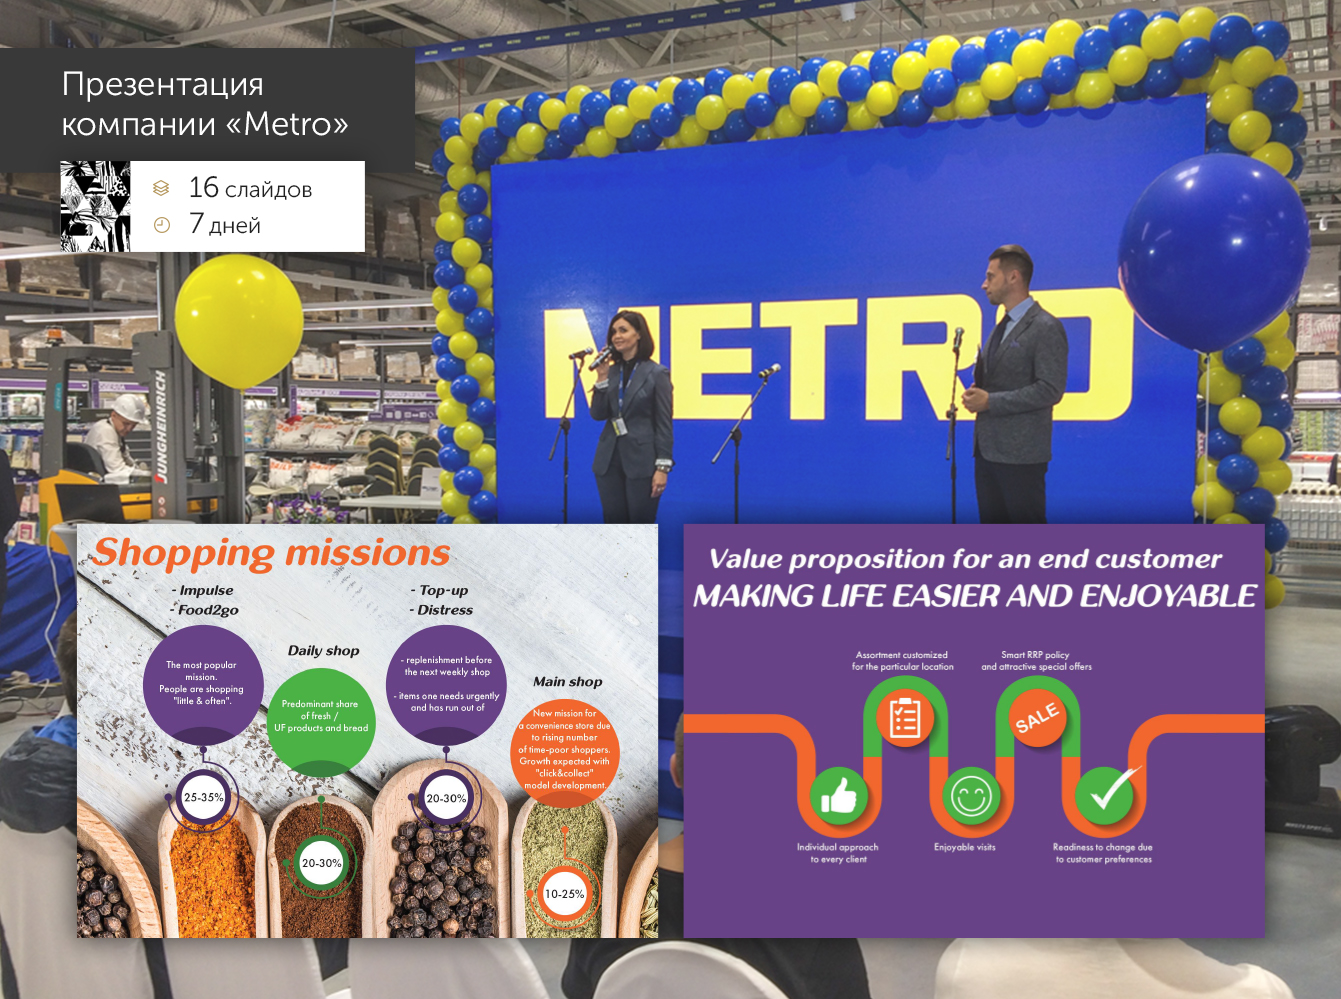 Презентация
компании «Metro»
16 слайдов
7 дней
METRO
METRO
METRO
METRO
JUNGHEINRICH
METRO
Shopping missions
- Impulse
- Food2go
The most popular
mission.
People are shopping
"little & often".
25-35%
Daily shop
Predominant share
of fresh /
UF products and bread
20-30%
- Top-up
- Distress
- replenishment before
the next weekly shop
- items one needs urgently
and has run out of
20-30%
Main shop
New mission for
a convenience store due
to rising number
of time-poor shoppers.
Growth expected with
"click&collect"
model development.
10-25%
Value proposition for an end customer
MAKING LIFE EASIER AND ENJOYABLE
Assortment customized
for the particular location
Smart RRP policy
and attractive special offers
SALE
Individual approach
to every client
Enjoyable visits
Readiness to change due
to customer preferences